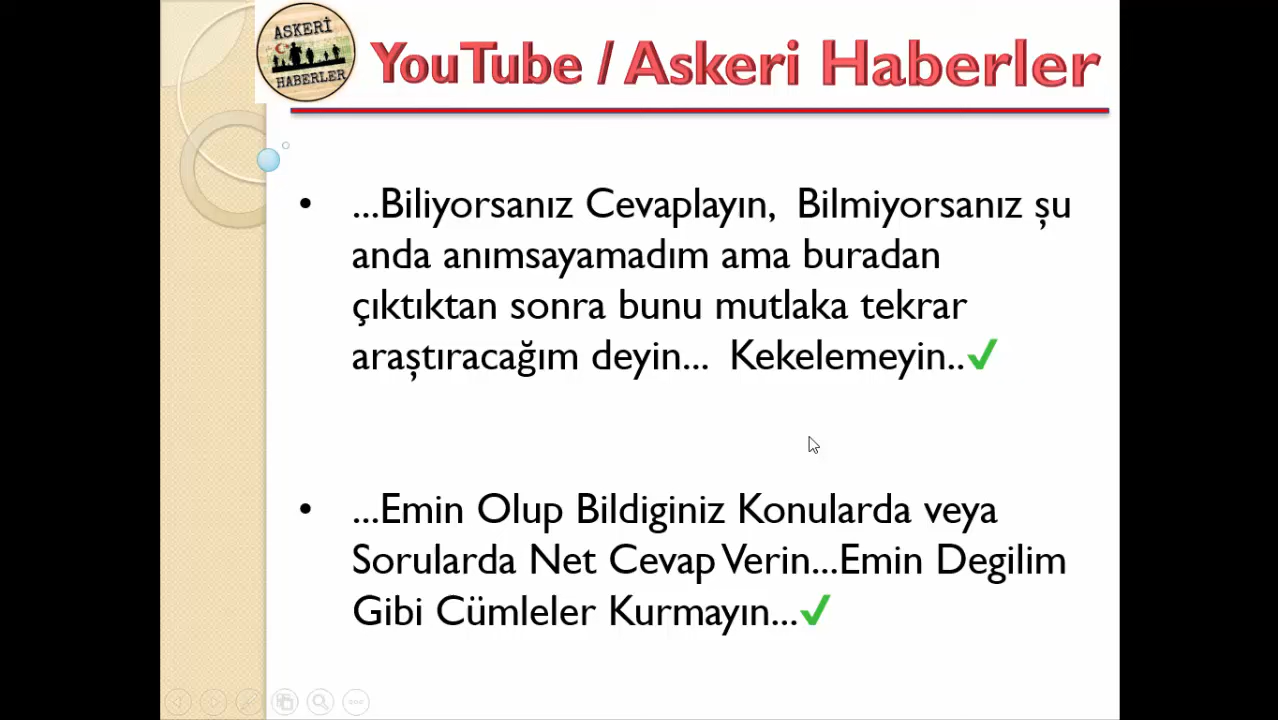 ASKERİ
HABERLER
YouTube / Askeri Haberler
• ...Biliyorsanız Cevaplayın, Bilmiyorsanız şu
anda anımsayamadım ama buradan
çıktıktan sonra bunu mutlaka tekrar
araştıracağım deyin... Kekelemeyin..✓
• ...Emin Olup Bildiginiz Konularda veya
Sorularda Net Cevap Verin...Emin Degilim
Gibi Cümleler Kurmayın...✓